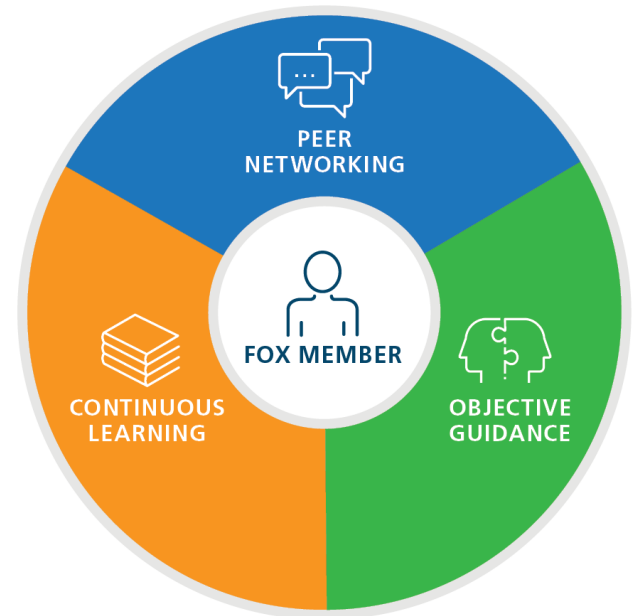 PEER
NETWORKING
FOX MEMBER
CONTINUOUS
LEARNING
OBJECTIVE
GUIDANCE